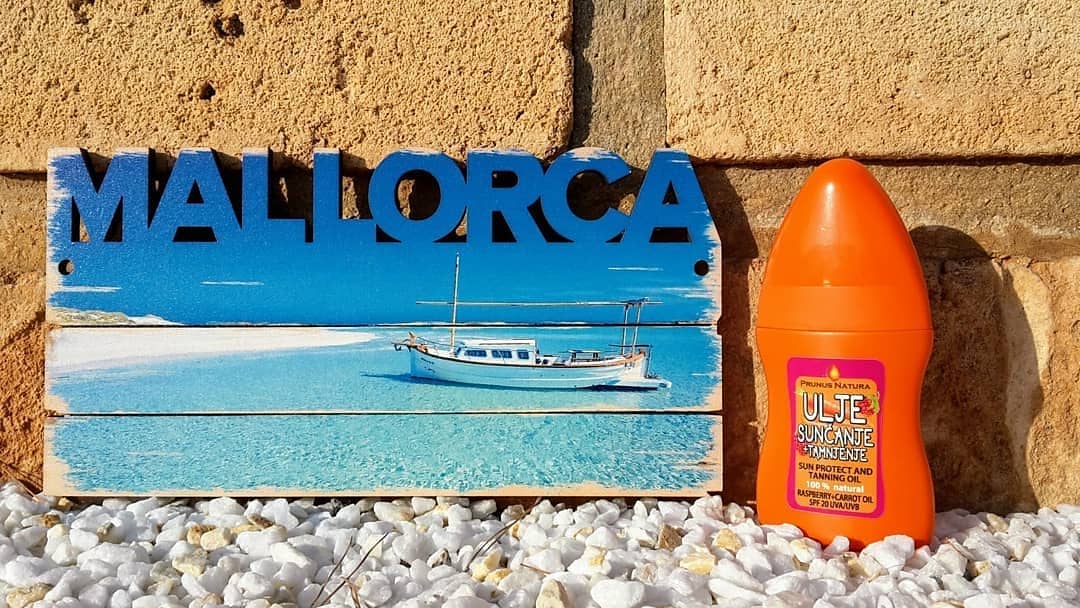 MALLORCA
PRUNUS NATURA
ULJE
SUNČANJE
+TAMNJENJE
SUN PROTECT AND
TANNING OIL
100% natural
RASPBERRY+CARROT OIL
SPF 20 UVA/UVB